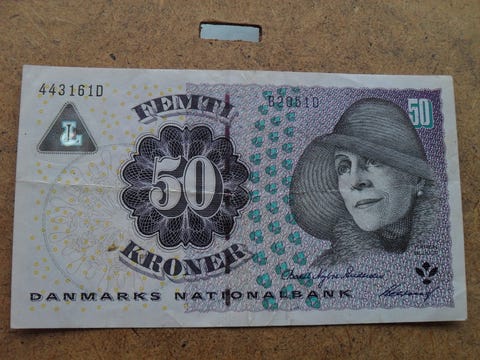 443161D
B2051D
50
FEMTI
50
KRONER
DANMARKS NATIONALBANK